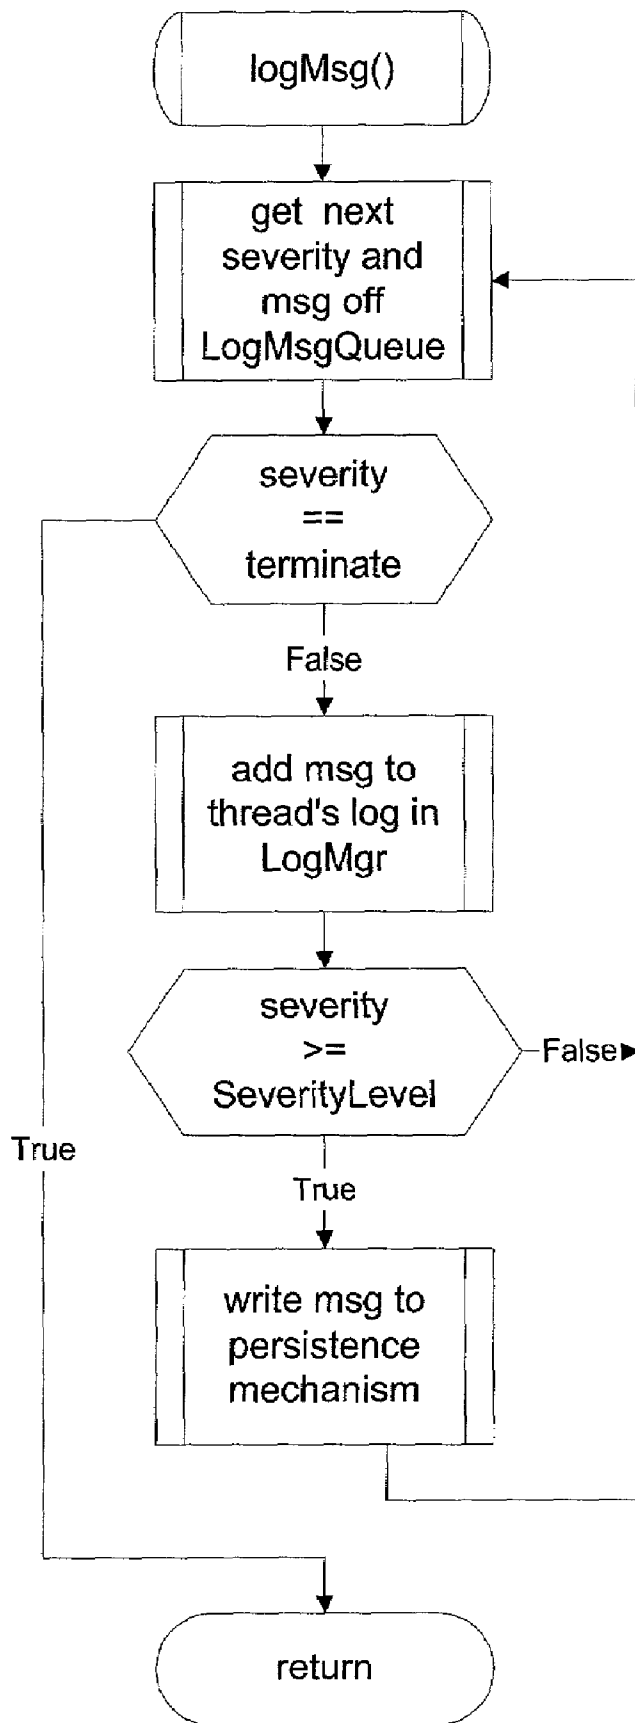 logMsg()
get next
severity and
msg off
LogMsgQueue
severity
==
terminate
False
add msg to
thread's log in
LogMgr
severity
>=
SeverityLevel
False
True
True
write msg to
persistence
mechanism
return